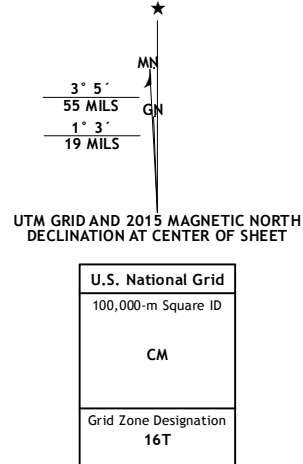 ★
MN
3° 5´
55 MILS
GN
1° 3´
19 MILS
UTM GRID AND 2015 MAGNETIC NORTH
DECLINATION AT CENTER OF SHEET
U.S. National Grid
100,000-m Square ID
CM
Grid Zone Designation
16T